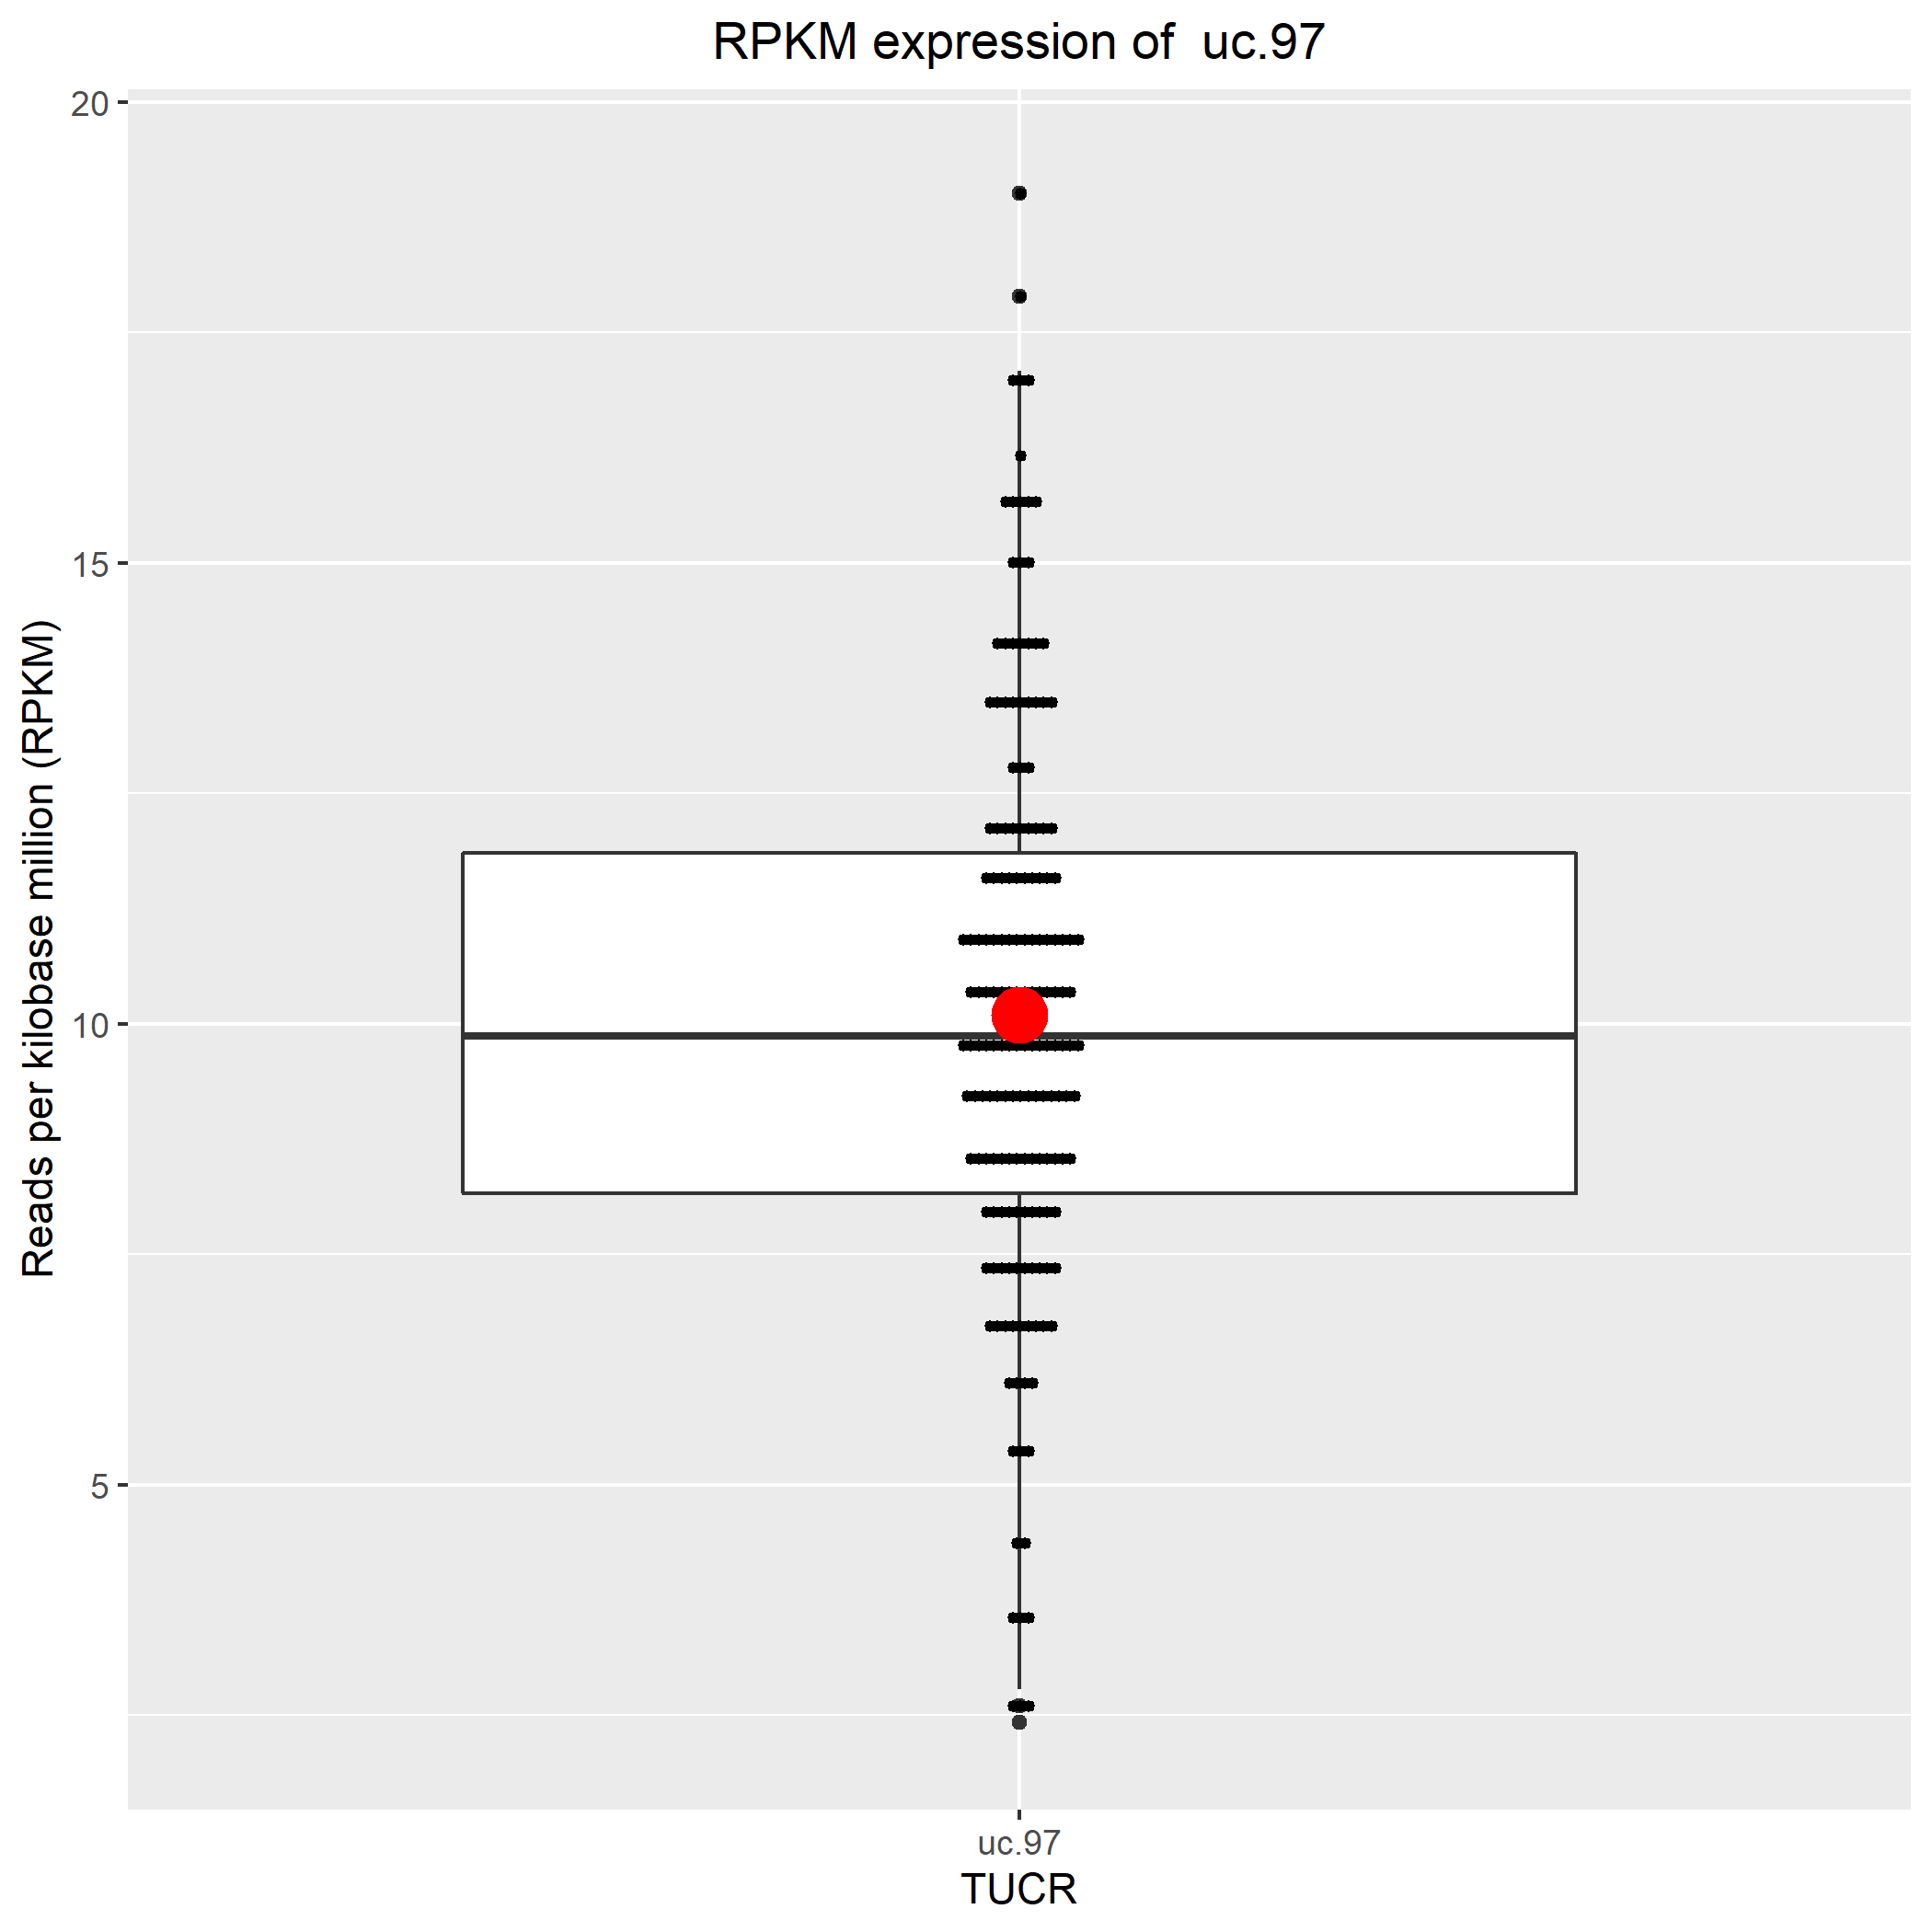 RPKM expression of  uc.97
Reads per kilobase million (RPKM)
20
15
10
5
uc.97
TUCR